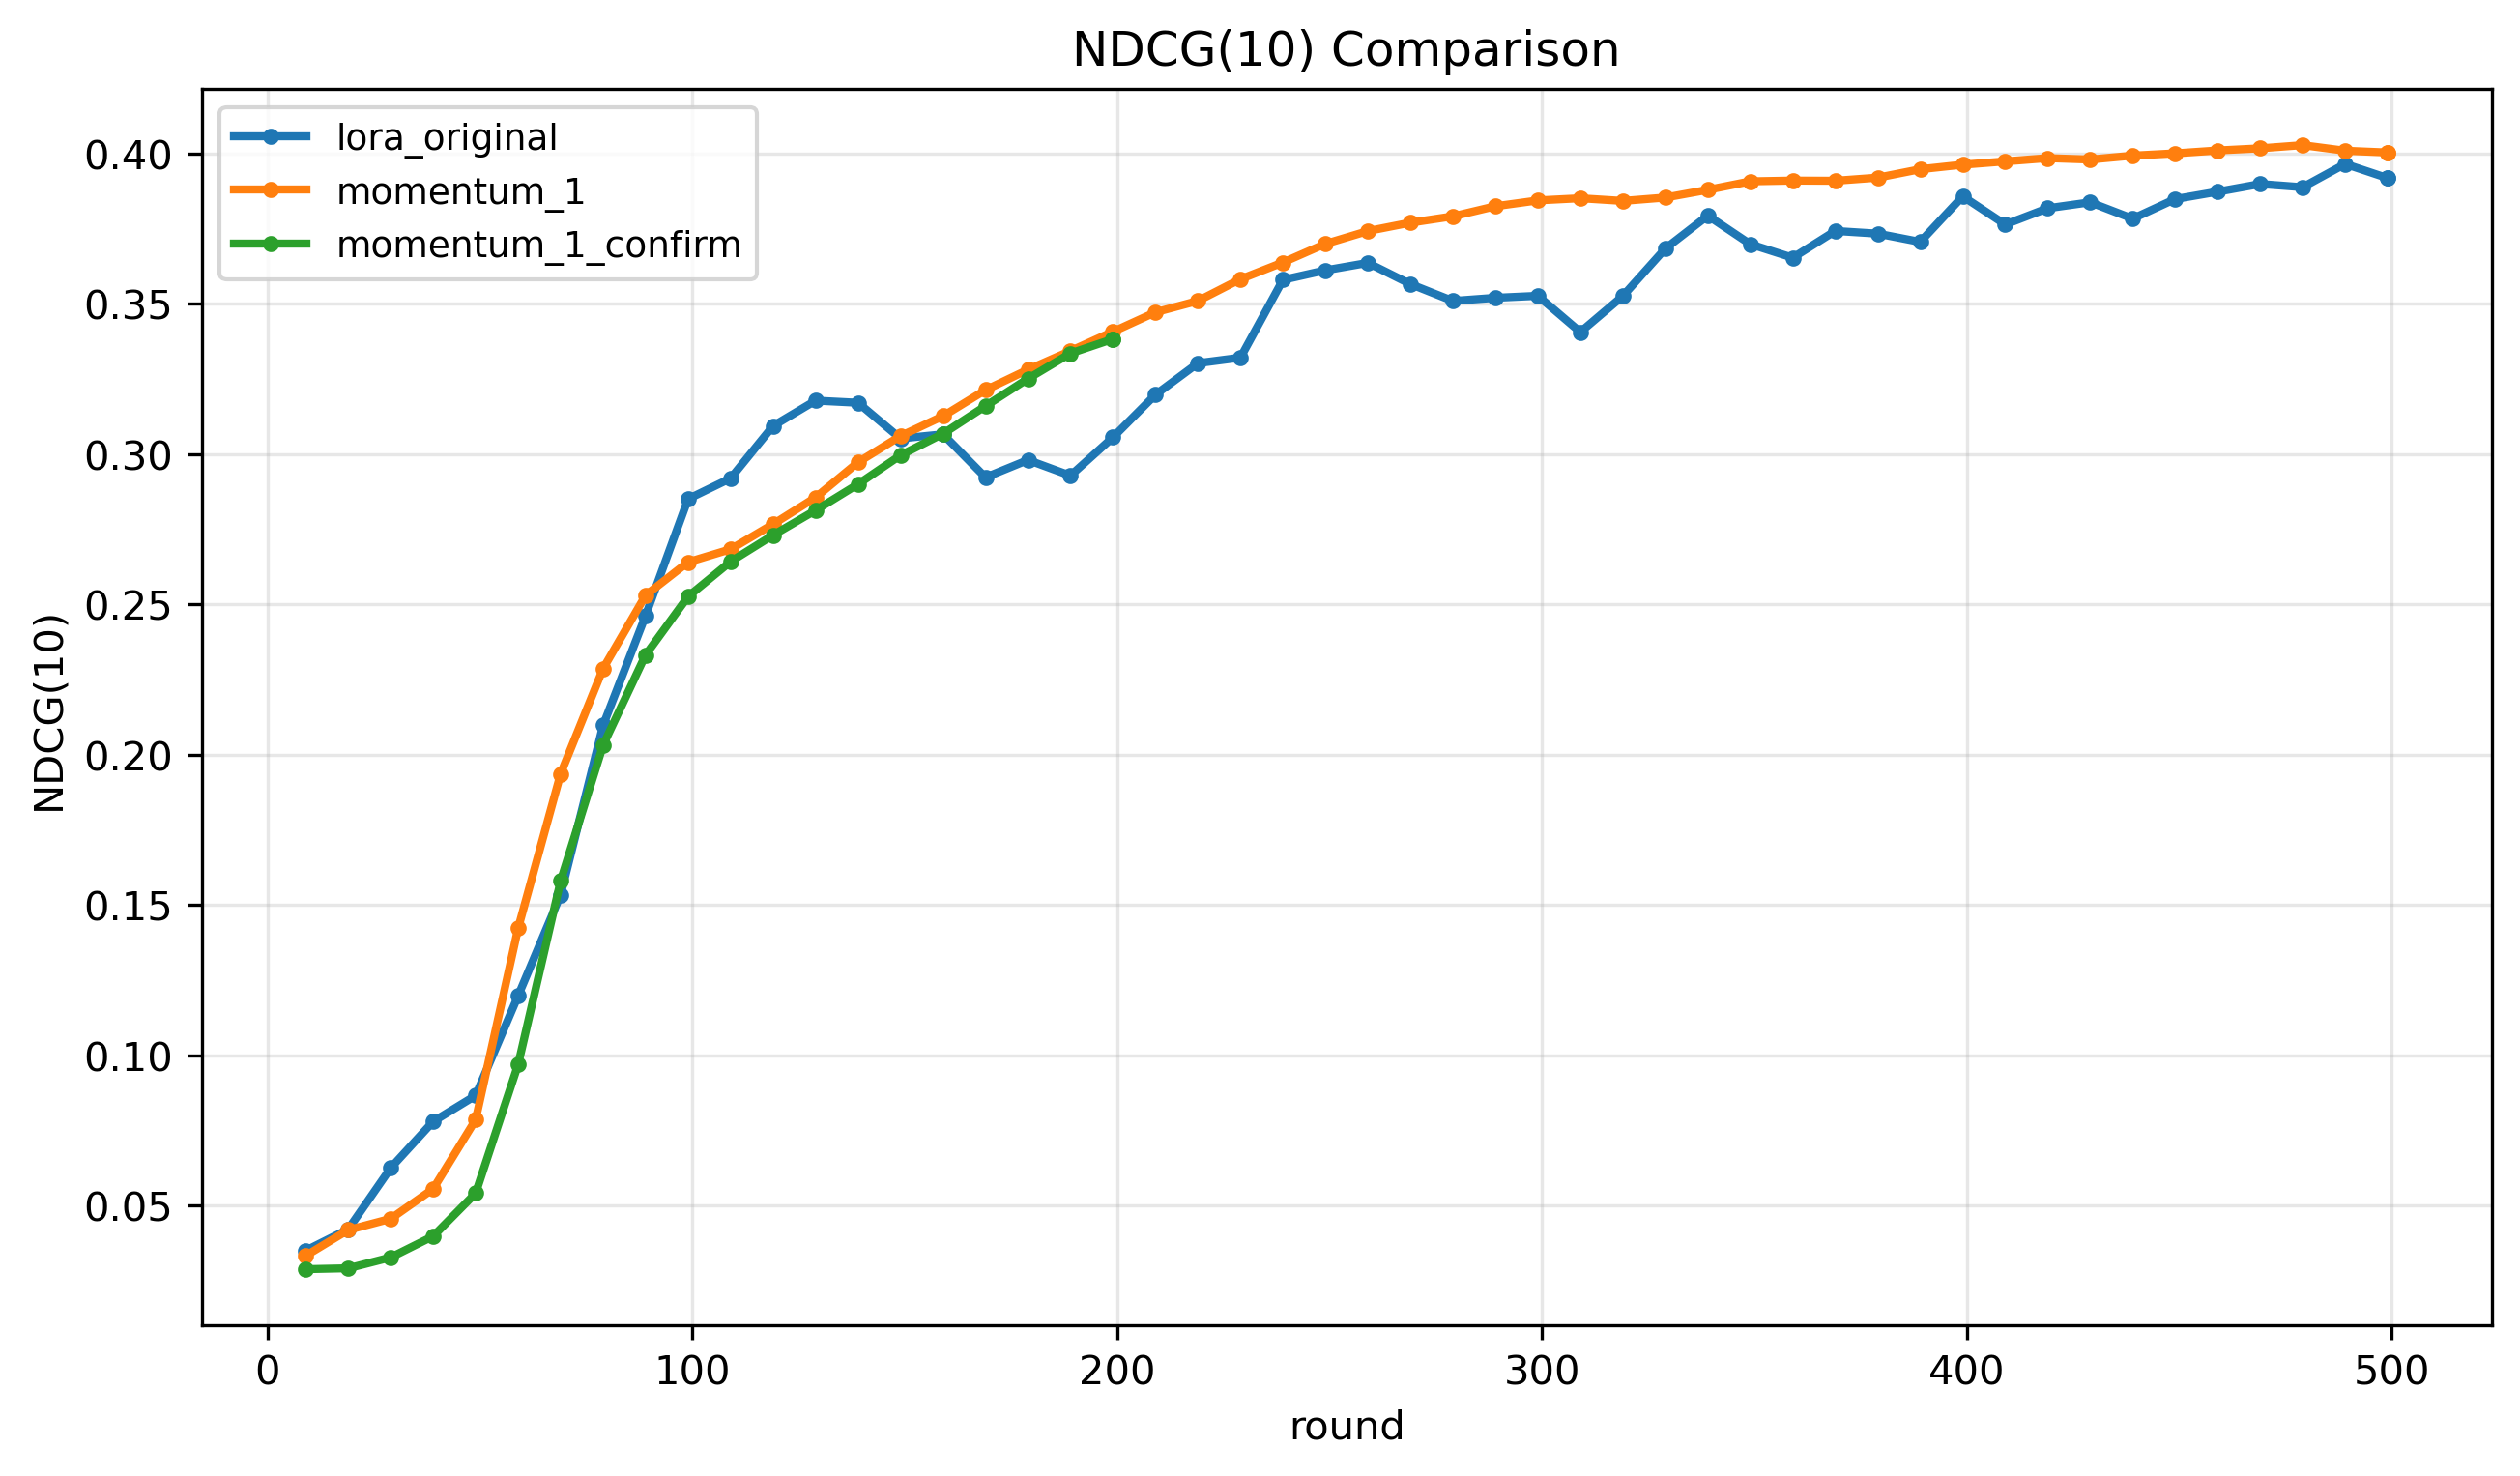 NDCG(10) Comparison
lora_original
momentum_1
momentum_1_confirm
NDCG(10)
0.40
0.35
0.30
0.25
0.20
0.15
0.10
0.05
0 100 200 300 400 500
round